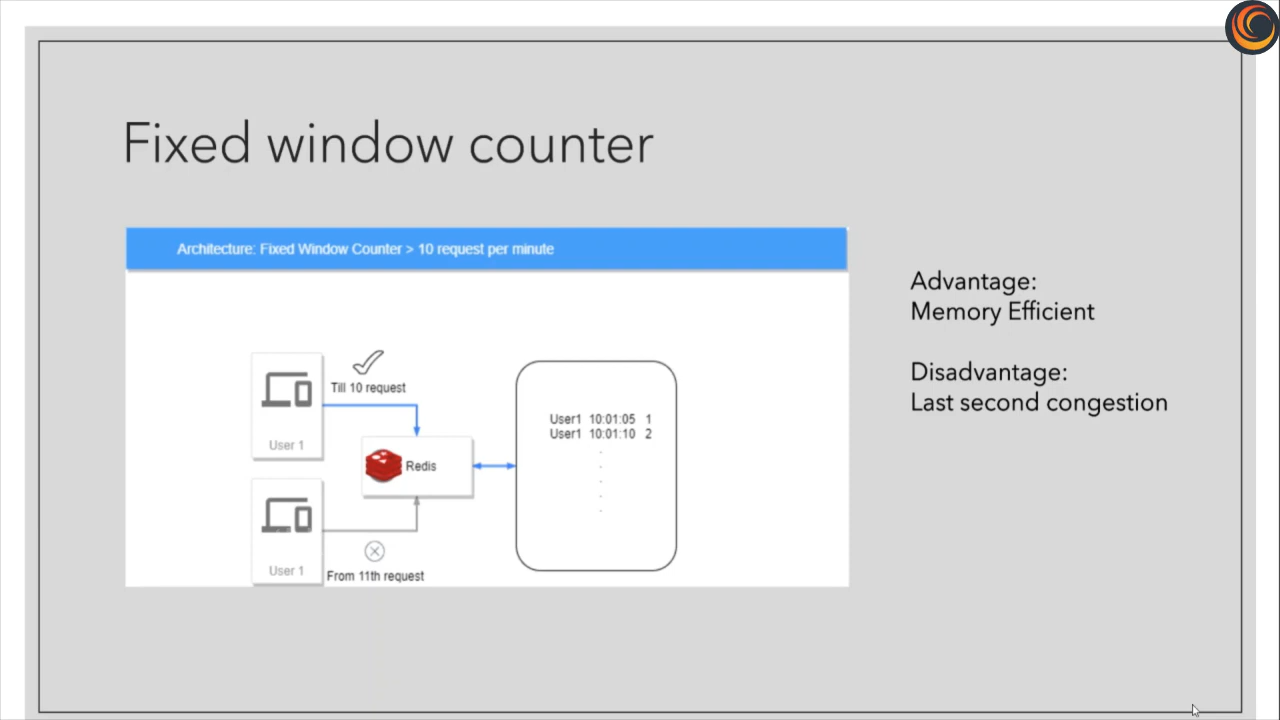 Fixed window counter
Architecture: Fixed Window Counter > 10 request per minute
Advantage:
Memory Efficient
Disadvantage:
Last second congestion
Till 10 request
User 1
Redis
User1 10:01:05 1
User1 10:01:10 2
User 1
From 11th request